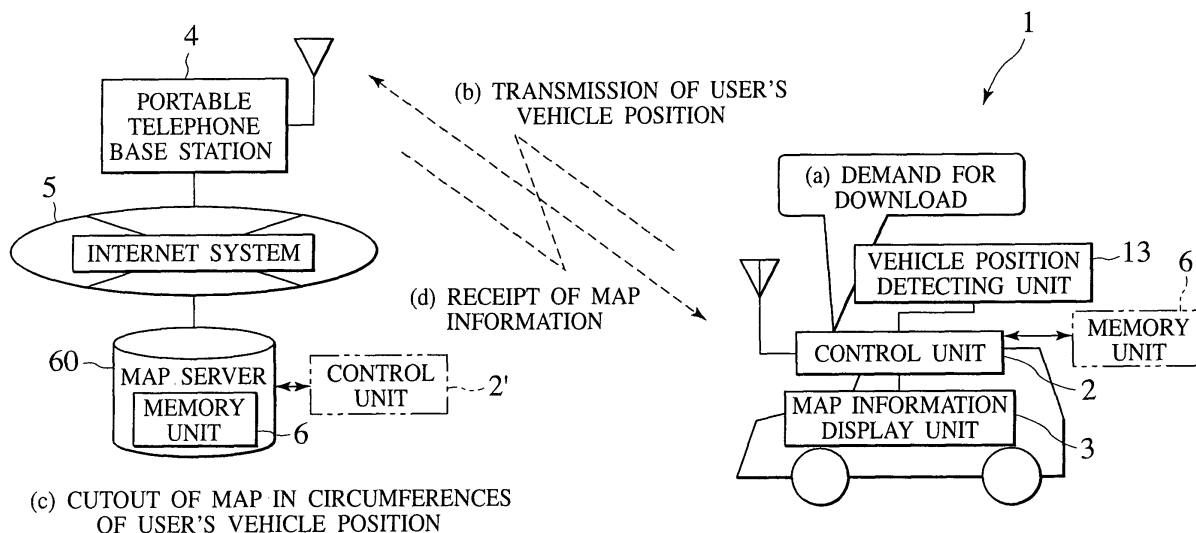 1
4
PORTABLE
TELEPHONE
BASE STATION
(b) TRANSMISSION OF USER'S
VEHICLE POSITION
(a) DEMAND FOR
DOWNLOAD
5
INTERNET SYSTEM
VEHICLE POSITION
DETECTING UNIT
13
(d) RECEIPT OF MAP
INFORMATION
6
MEMORY
UNIT
CONTROL UNIT
2
60
MAP SERVER
MEMORY
UNIT
6
CONTROL
UNIT
2'
MAP INFORMATION
DISPLAY UNIT
3
(c) CUTOUT OF MAP IN CIRCUMFERENCES
OF USER'S VEHICLE POSITION